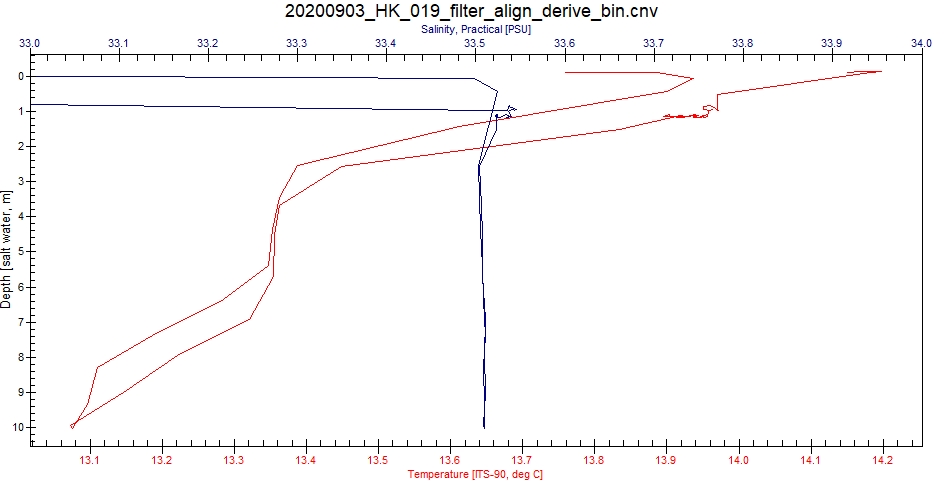 20200903_HK_019_filter_align_derive_bin.cnv
Salinity, Practical [PSU]
33.0 33.1 33.2 33.3 33.4 33.5 33.6 33.7 33.8 33.9 34.0
Depth [salt water, m]
0
1
2
3
4
5
6
7
8
9
10
13.1 13.2 13.3 13.4 13.5 13.6 13.7 13.8 13.9 14.0 14.1 14.2
Temperature [ITS-90, deg C]